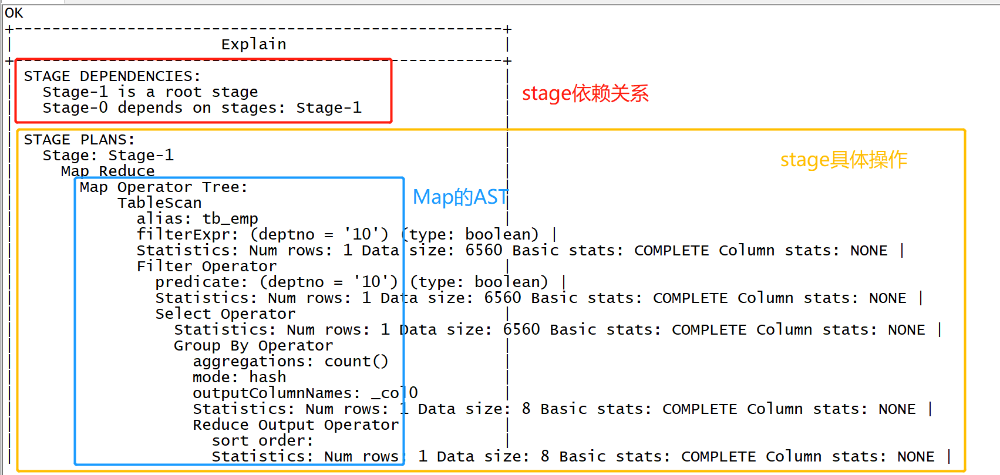 OK
+----------------------------------------------------+
| Explain |
+----------------------------------------------------+
| STAGE DEPENDENCIES: |
| Stage-1 is a root stage |
stage依赖关系
| Stage-0 depends on stages: Stage-1 |
| |
| STAGE PLANS: |
| Stage: Stage-1 |
stage具体操作
| Map Reduce |
| Map Operator Tree: |
Map的AST
| TableScan |
| alias: tb_emp |
| filterExpr: (deptno = '10') (type: boolean) |
| Statistics: Num rows: 1 Data size: 6560 Basic stats: COMPLETE Column stats: NONE |
| Filter Operator |
| predicate: (deptno = '10') (type: boolean) |
| Statistics: Num rows: 1 Data size: 6560 Basic stats: COMPLETE Column stats: NONE |
| Select Operator |
| Statistics: Num rows: 1 Data size: 6560 Basic stats: COMPLETE Column stats: NONE |
| Group By Operator |
| aggregations: count() |
| mode: hash |
| outputColumnNames: _col0 |
| Statistics: Num rows: 1 Data size: 8 Basic stats: COMPLETE Column stats: NONE |
| Reduce Output Operator |
| sort order: |
| Statistics: Num rows: 1 Data size: 8 Basic stats: COMPLETE Column stats: NONE |